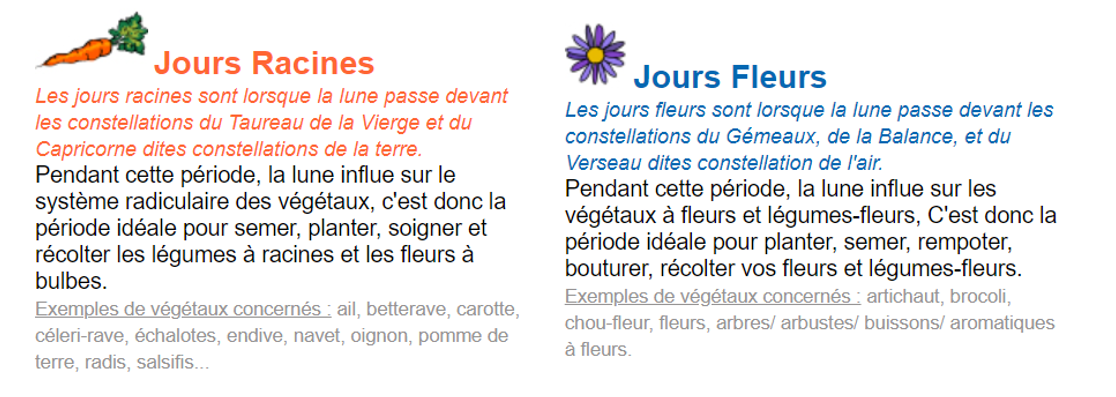 Jours Racines
Les jours racines sont lorsque la lune passe devant
les constellations du Taureau de la Vierge et du
Capricorne dites constellations de la terre.
Pendant cette période, la lune influe sur le
système radiculaire des végétaux, c'est donc la
période idéale pour semer, planter, soigner et
récolter les légumes à racines et les fleurs à
bulbes.
Exemples de végétaux concernés : ail, betterave, carotte,
céleri-rave, échalotes, endive, navet, oignon, pomme de
terre, radis, salsifis...
Jours Fleurs
Les jours fleurs sont lorsque la lune passe devant les
constellations du Gémeaux, de la Balance, et du
Verseau dites constellation de l'air.
Pendant cette période, la lune influe sur les
végétaux à fleurs et légumes-fleurs, C'est donc la
période idéale pour planter, semer, rempoter,
bouturer, récolter vos fleurs et légumes-fleurs.
Exemples de végétaux concernés : artichaut, brocoli,
chou-fleur, fleurs, arbres/ arbustes/ buissons/ aromatiques
à fleurs.